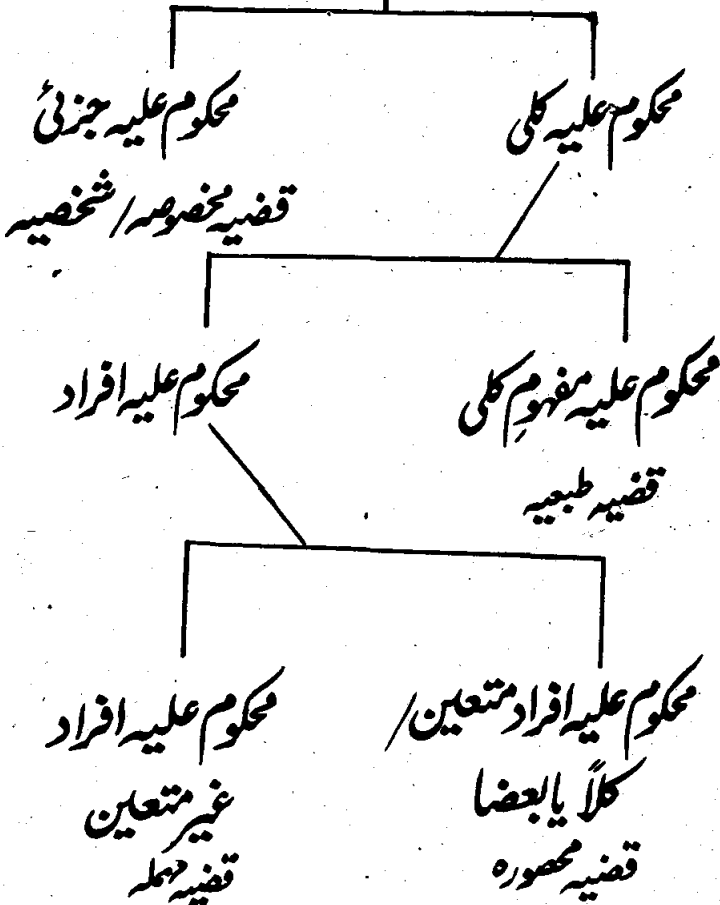 محکوم علیہ کلی
محکوم علیہ جزئی
قضیہ مخصوصہ/شخصیہ
محکوم علیہ مفہومِ کلی
قضیہ طبعیہ
محکوم علیہ افراد
محکوم علیہ افراد متعین/
کلاً یا بعضا
قضیہ محصورہ
محکوم علیہ افراد
غیر متعین
قضیہ مہملہ